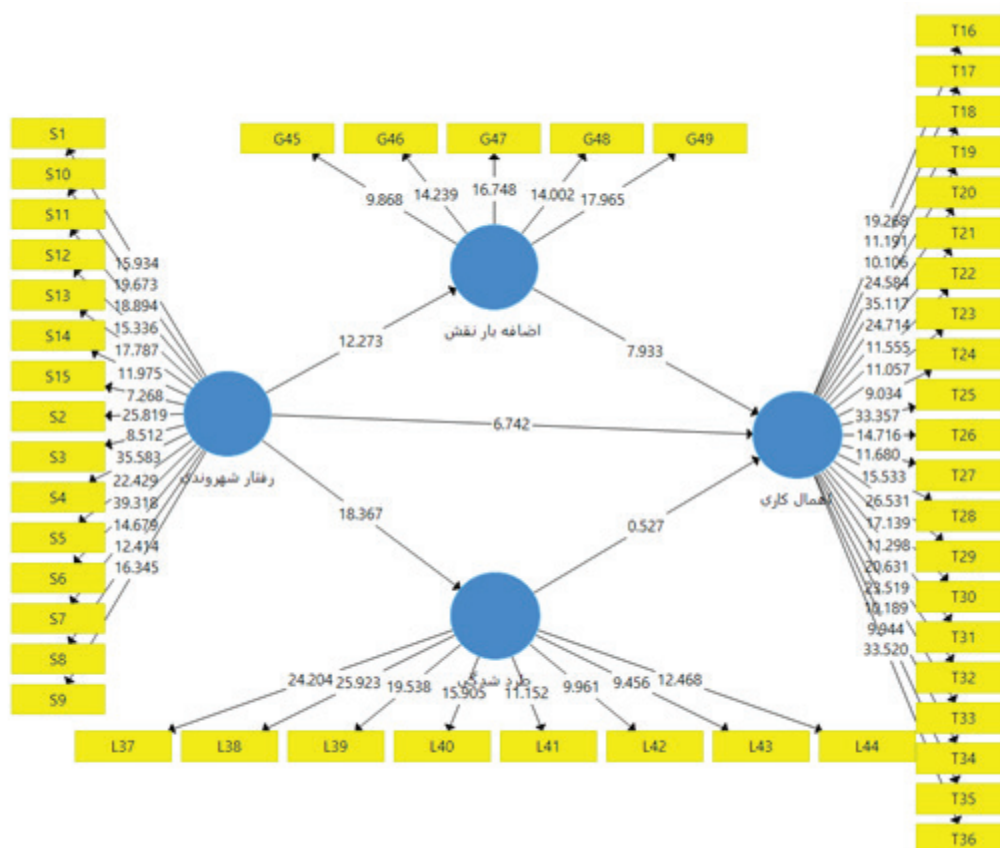 T16
T17
T18
T19
T20
T21
T22
T23
T24
T25
T26
T27
T28
T29
T30
T31
T32
T33
T34
T35
T36
19.268
11.191
10.106
24.584
35.117
24.714
11.555
11.057
9.034
33.357
14.716
11.680
15.533
26.531
17.139
11.298
20.631
23.519
10.189
9.944
33.520
G45 G46 G47 G48 G49
9.868 14.239 16.748 14.002 17.965
S1
S10
S11
S12
S13
S14
S15
S2
S3
S4
S5
S6
S7
S8
S9
15.934
19.673
18.894
15.336
17.787
11.975
7.268
25.819
8.512
35.583
22.429
39.318
14.679
12.414
16.345
اضافه بار نقش
12.273
7.933
6.742
رفتار شهروندی
اهمال کاری
18.367
0.527
طرد شدگی
24.204 25.923 19.538 15.905 11.152 9.961 9.456 12.468
L37 L38 L39 L40 L41 L42 L43 L44